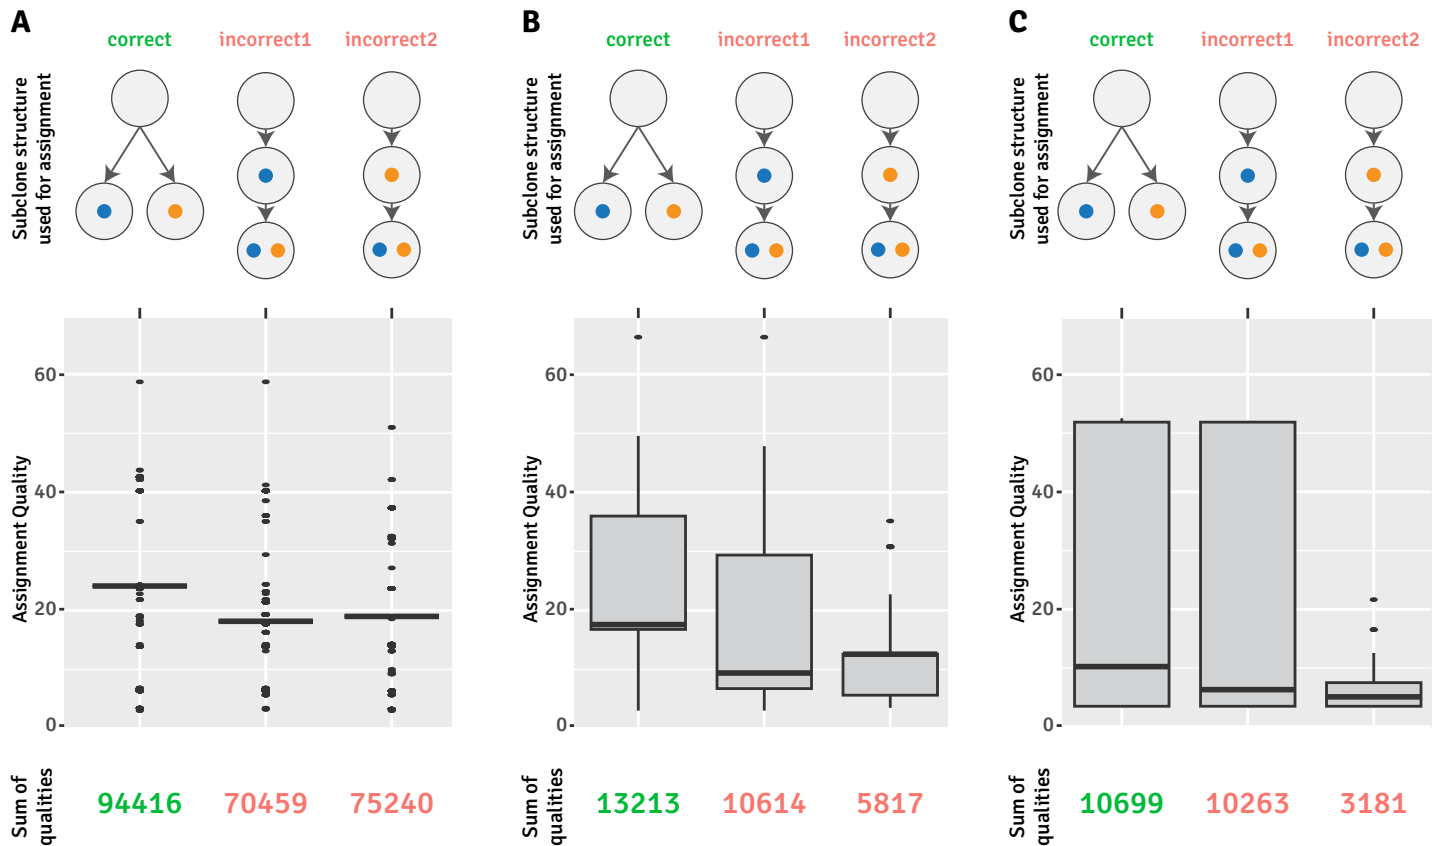 A
correct
incorrect1
incorrect2
Subclone structure
used for assignment
Assignment Quality
60
40
20
0
Sum of
qualities
94416
70459
75240
B
correct
incorrect1
incorrect2
Subclone structure
used for assignment
Assignment Quality
60
40
20
0
Sum of
qualities
13213
10614
5817
C
correct
incorrect1
incorrect2
Subclone structure
used for assignment
Assignment Quality
60
40
20
0
Sum of
qualities
10699
10263
3181